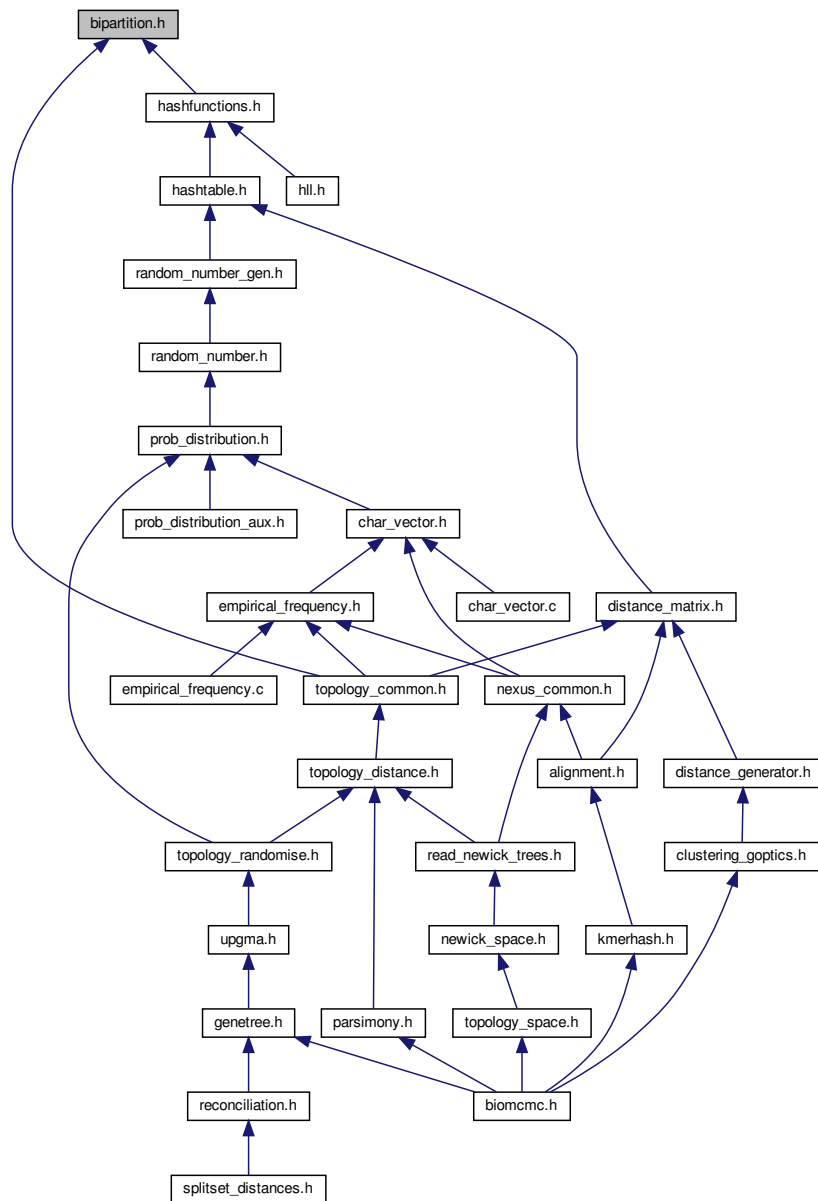 bipartition.h
hashfunctions.h
hashtable.h
hll.h
random_number_gen.h
random_number.h
prob_distribution.h
prob_distribution_aux.h
char_vector.h
empirical_frequency.h
char_vector.c
distance_matrix.h
empirical_frequency.c
topology_common.h
nexus_common.h
topology_distance.h
alignment.h
distance_generator.h
topology_randomise.h
read_newick_trees.h
clustering_goptics.h
upgma.h
newick_space.h
kmerhash.h
genetree.h
parsimony.h
topology_space.h
reconciliation.h
biomcmc.h
splitset_distances.h